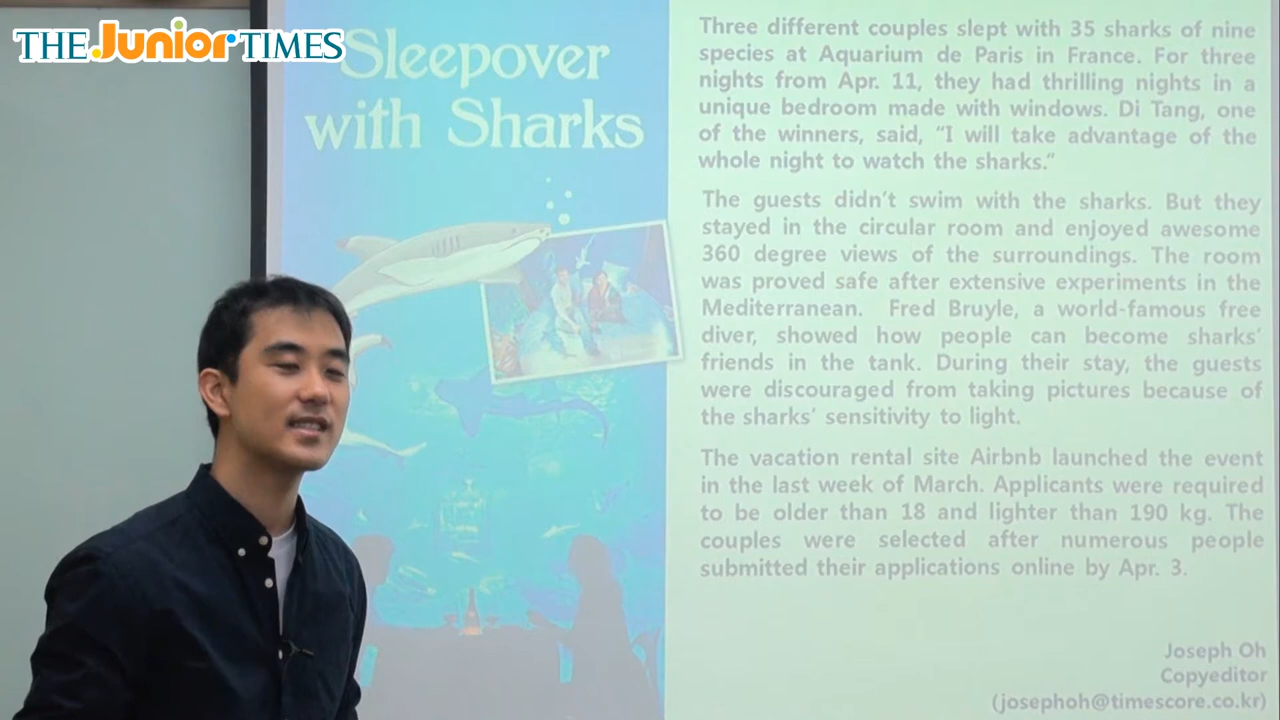 THE Junior TIMES
Sleepover
with Sharks
Three different couples slept with 35 sharks of nine
species at Aquarium de Paris in France. For three
nights from Apr. 11, they had thrilling nights in a
unique bedroom made with windows. Di Tang, one
of the winners, said, “I will take advantage of the
whole night to watch the sharks.”
The guests didn’t swim with the sharks. But they
stayed in the circular room and enjoyed awesome
360 degree views of the surroundings. The room
was proved safe after extensive experiments in the
Mediterranean. Fred Bruyle, a world-famous free
diver, showed how people can become sharks’
friends in the tank. During their stay, the guests
were discouraged from taking pictures because of
the sharks’ sensitivity to light.
The vacation rental site Airbnb launched the event
in the last week of March. Applicants were required
to be older than 18 and lighter than 190 kg. The
couples were selected after numerous people
submitted their applications online by Apr. 3.
Joseph Oh
Copyeditor
(josephoh@timescore.co.kr)